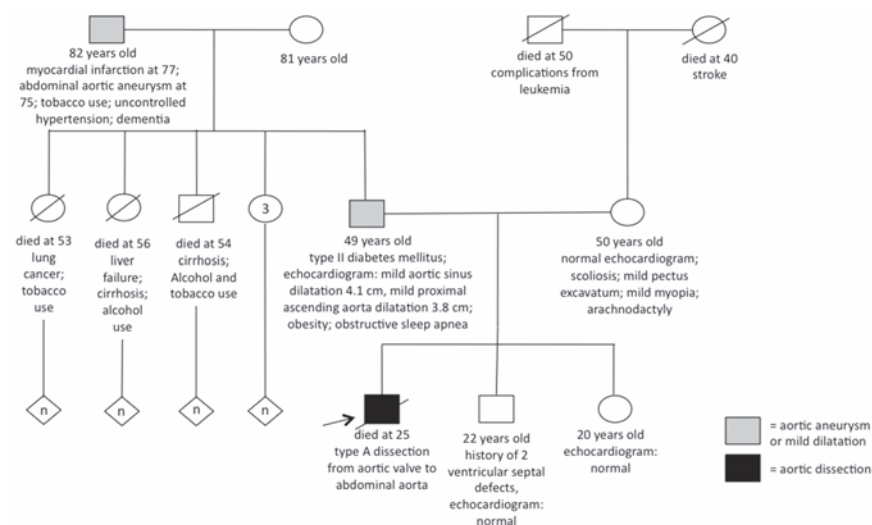 82 years old
myocardial infarction at 77;
abdominal aortic aneurysm at
75; tobacco use; uncontrolled
hypertension; dementia
81 years old
died at 50
complications from
leukemia
died at 40
stroke
died at 53
lung
cancer;
tobacco
use
died at 56
liver
failure;
cirrhosis;
alcohol
use
died at 54
cirrhosis;
Alcohol and
tobacco use
3
49 years old
type II diabetes mellitus;
echocardiogram: mild aortic sinus
dilatation 4.1 cm, mild proximal
ascending aorta dilatation 3.8 cm;
obesity; obstructive sleep apnea
50 years old
normal echocardiogram;
scoliosis; mild pectus
excavatum; mild myopia;
arachnodactyly
n
n
n
n
died at 25
type A dissection
from aortic valve to
abdominal aorta
22 years old
history of 2
ventricular septal
defects,
echocardiogram:
normal
20 years old
echocardiogram:
normal
= aortic aneurysm
or mild dilatation
= aortic dissection